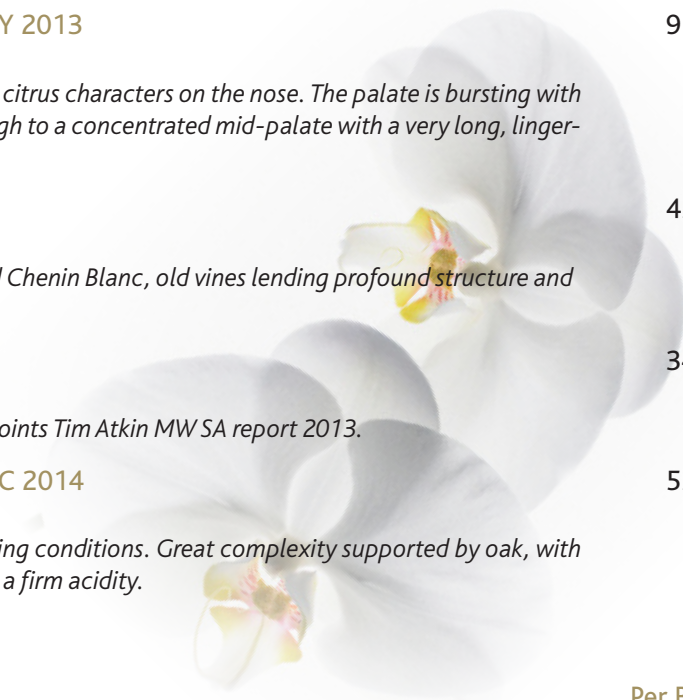 Y 2013 9
citrus characters on the nose. The palate is bursting with
gh to a concentrated mid-palate with a very long, linger-
4
Chenin Blanc, old vines lending profound structure and
3
oints Tim Atkin MW SA report 2013.
C 2014 5
ing conditions. Great complexity supported by oak, with
a firm acidity.
Per